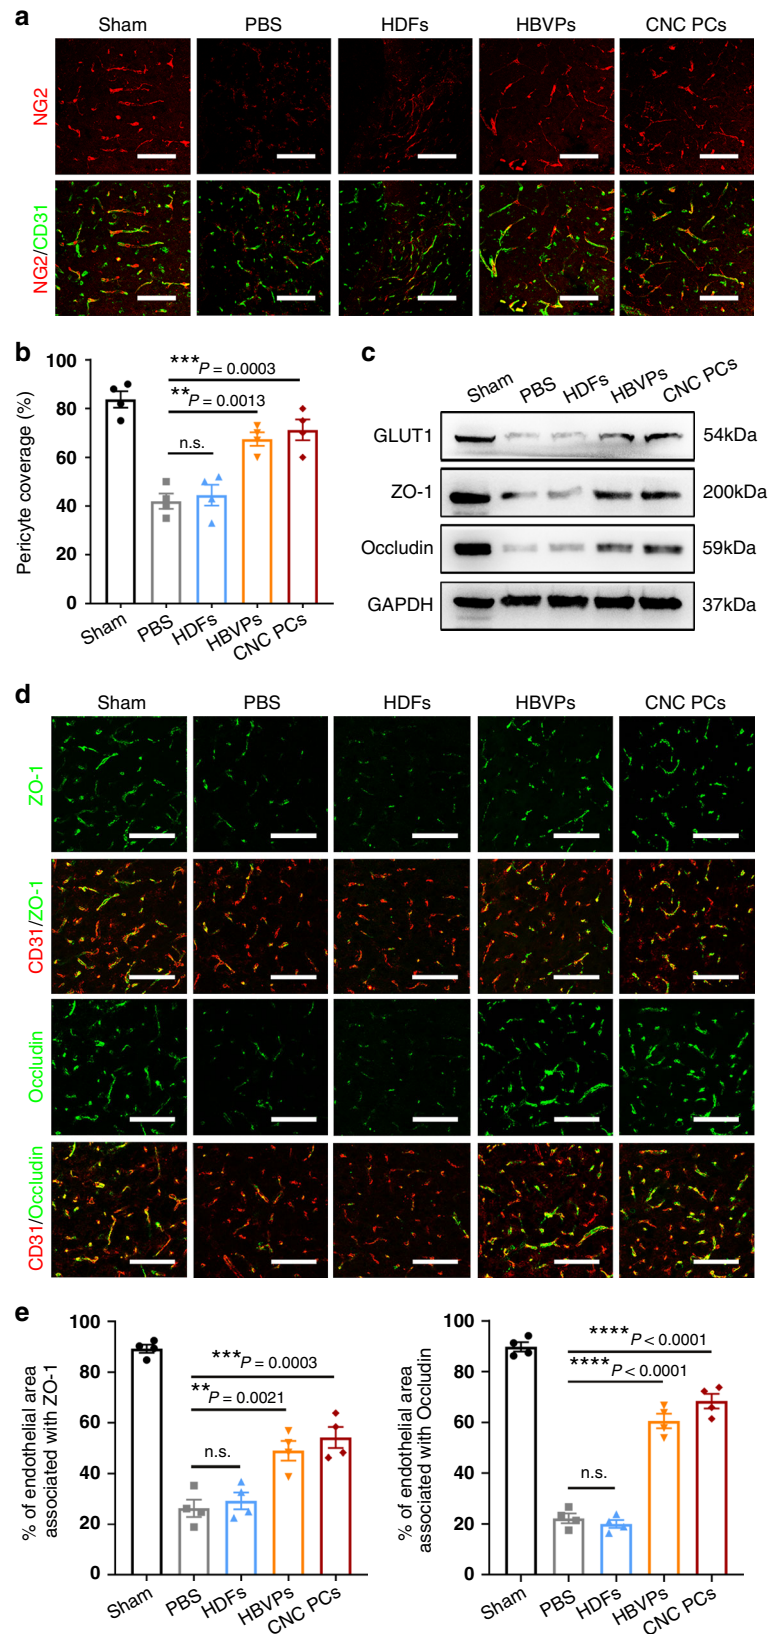 a
Sham PBS HDFs HBVPs CNC PCs
NG2
NG2/CD31
b
Pericyte coverage (%)
100
80
60
40
20
0
***P = 0.0003
**P = 0.0013
n.s.
Sham PBS HDFs HBVPs CNC PCs
c
Sham PBS HDFs HBVPs CNC PCs
GLUT1 54kDa
ZO-1 200kDa
Occludin 59kDa
GAPDH 37kDa
d
Sham PBS HDFs HBVPs CNC PCs
ZO-1
CD31/ZO-1
Occludin
CD31/Occludin
e
% of endothelial area
associated with ZO-1
100
80
60
40
20
0
***P = 0.0003
**P = 0.0021
n.s.
Sham PBS HDFs HBVPs CNC PCs
% of endothelial area
associated with Occludin
100
80
60
40
20
0
****P < 0.0001
****P < 0.0001
n.s.
Sham PBS HDFs HBVPs CNC PCs